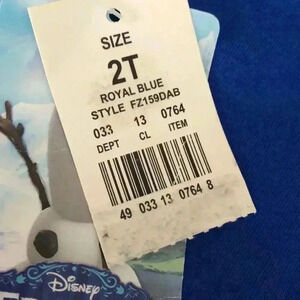 SIZE
2T
ROYAL BLUE
STYLE FZ159DAB
033 13 0764
DEPT CL ITEM
49 033 13 0764 8
Disney